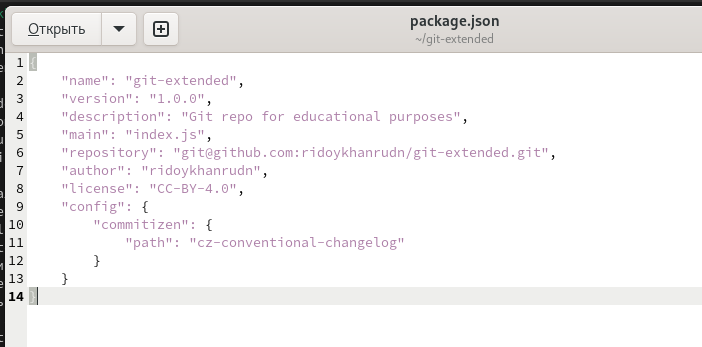 Открыть
package.json
~/git-extended
1 {
2     "name": "git-extended",
3     "version": "1.0.0",
4     "description": "Git repo for educational purposes",
5     "main": "index.js",
6     "repository": "git@github.com:ridoykhanrudn/git-extended.git",
7     "author": "ridoykhanrudn",
8     "license": "CC-BY-4.0",
9     "config": {
10         "commitizen": {
11             "path": "cz-conventional-changelog"
12         }
13     }
14 }